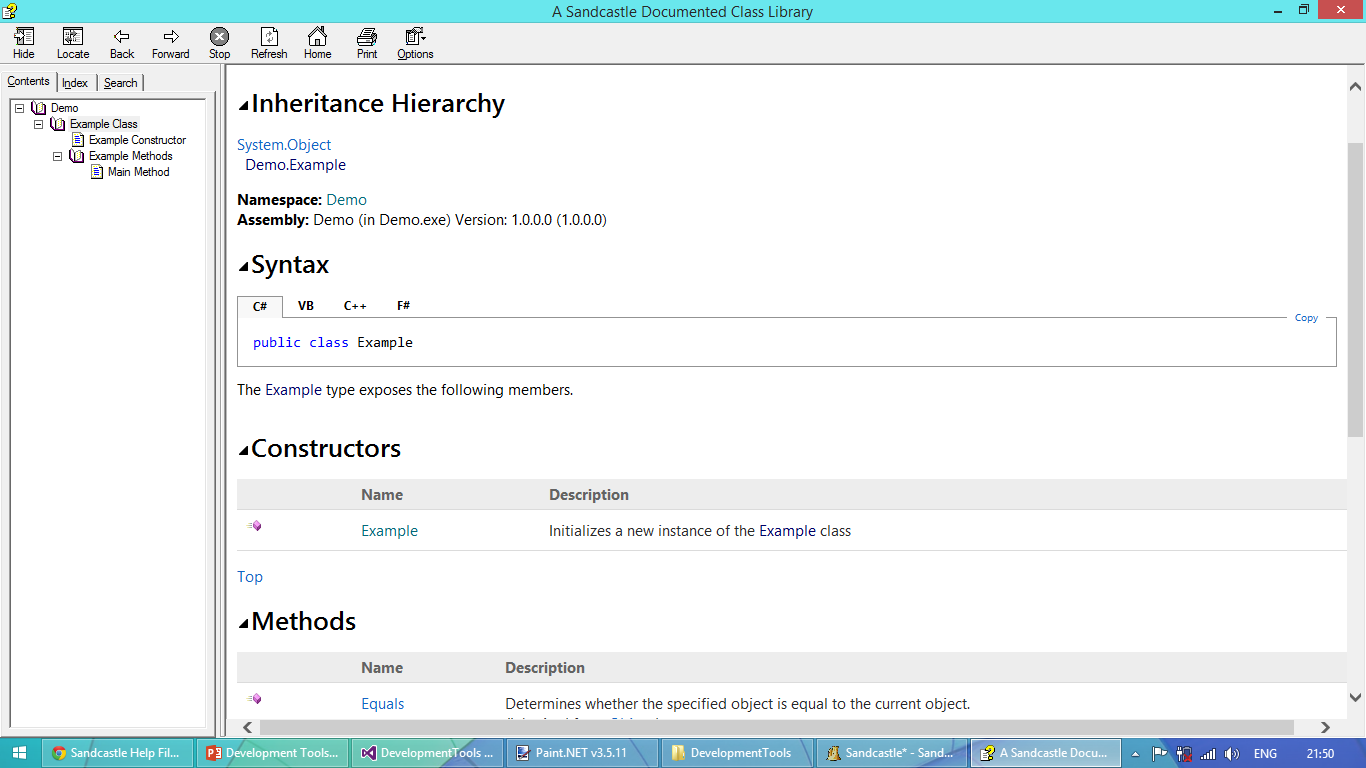 A Sandcastle Documented Class Library
Hide Locate Back Forward Stop Refresh Home Print Options
Contents Index Search
Demo
Example Class
Example Constructor
Example Methods
Main Method
Inheritance Hierarchy
System.Object
Demo.Example
Namespace: Demo
Assembly: Demo (in Demo.exe) Version: 1.0.0.0 (1.0.0.0)
Syntax
C# VB C++ F#
Copy
public class Example
The Example type exposes the following members.
Constructors
Name Description
Example Initializes a new instance of the Example class
Top
Methods
Name Description
Equals Determines whether the specified object is equal to the current object.
Sandcastle Help Fil... Development Tools... DevelopmentTools ... Paint.NET v3.5.11 DevelopmentTools Sandcastle* - Sand... A Sandcastle Docu... ENG 21:50